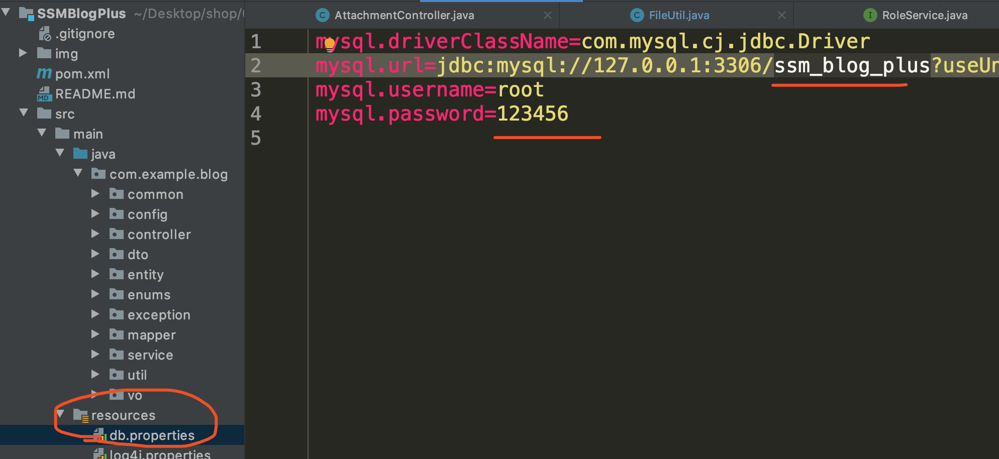 SSMBlogPlus ~/Desktop/shop/
.gitignore
img
pom.xml
README.md
src
main
java
com.example.blog
common
config
controller
dto
entity
enums
exception
mapper
service
util
vo
resources
db.properties
log4j.properties
AttachmentController.java
FileUtil.java
RoleService.java
1 mysql.driverClassName=com.mysql.cj.jdbc.Driver
2 mysql.url=jdbc:mysql://127.0.0.1:3306/ssm_blog_plus?useUn
3 mysql.username=root
4 mysql.password=123456
5